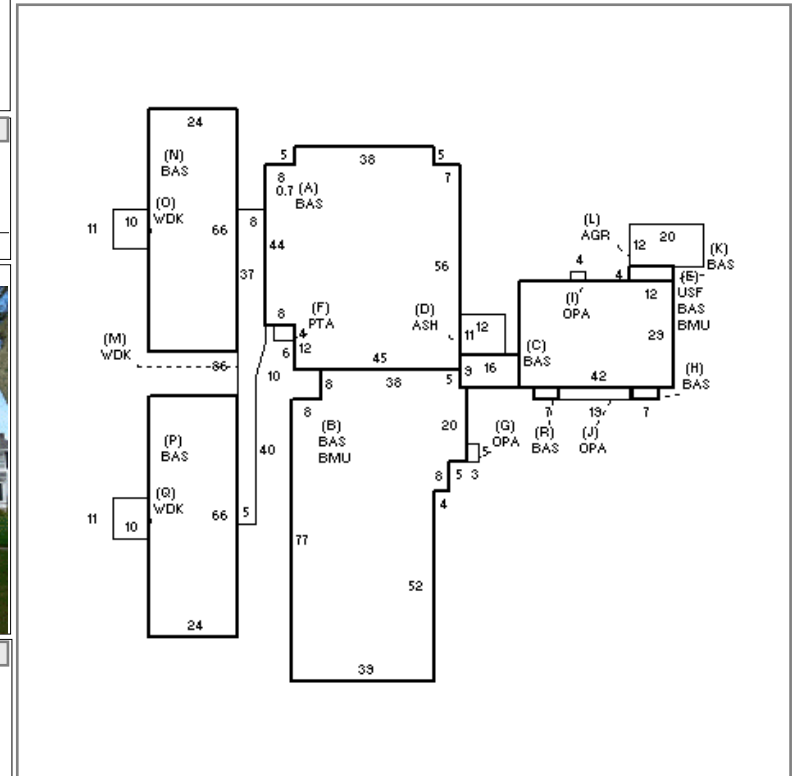 24
(N)
BAS
5
38
5
8
0.7
(A)
BAS
7
(O)
WDK
11
10
66
8
44
37
56
(L)
AGR
12
20
(K)
BAS
4
4
(E)
USF
BAS
BMU
(I)
OPA
12
29
8
(F)
PTA
4
6
12
(D)
ASH
11
12
(C)
BAS
(M)
WDK
86
10
45
38
5
9
16
42
(H)
BAS
8
8
7
19
7
(R)
BAS
(J)
OPA
(P)
BAS
(B)
BAS
BMU
20
(G)
OPA
5
3
40
8
5
4
(Q)
WDK
11
10
66
5
77
52
24
39